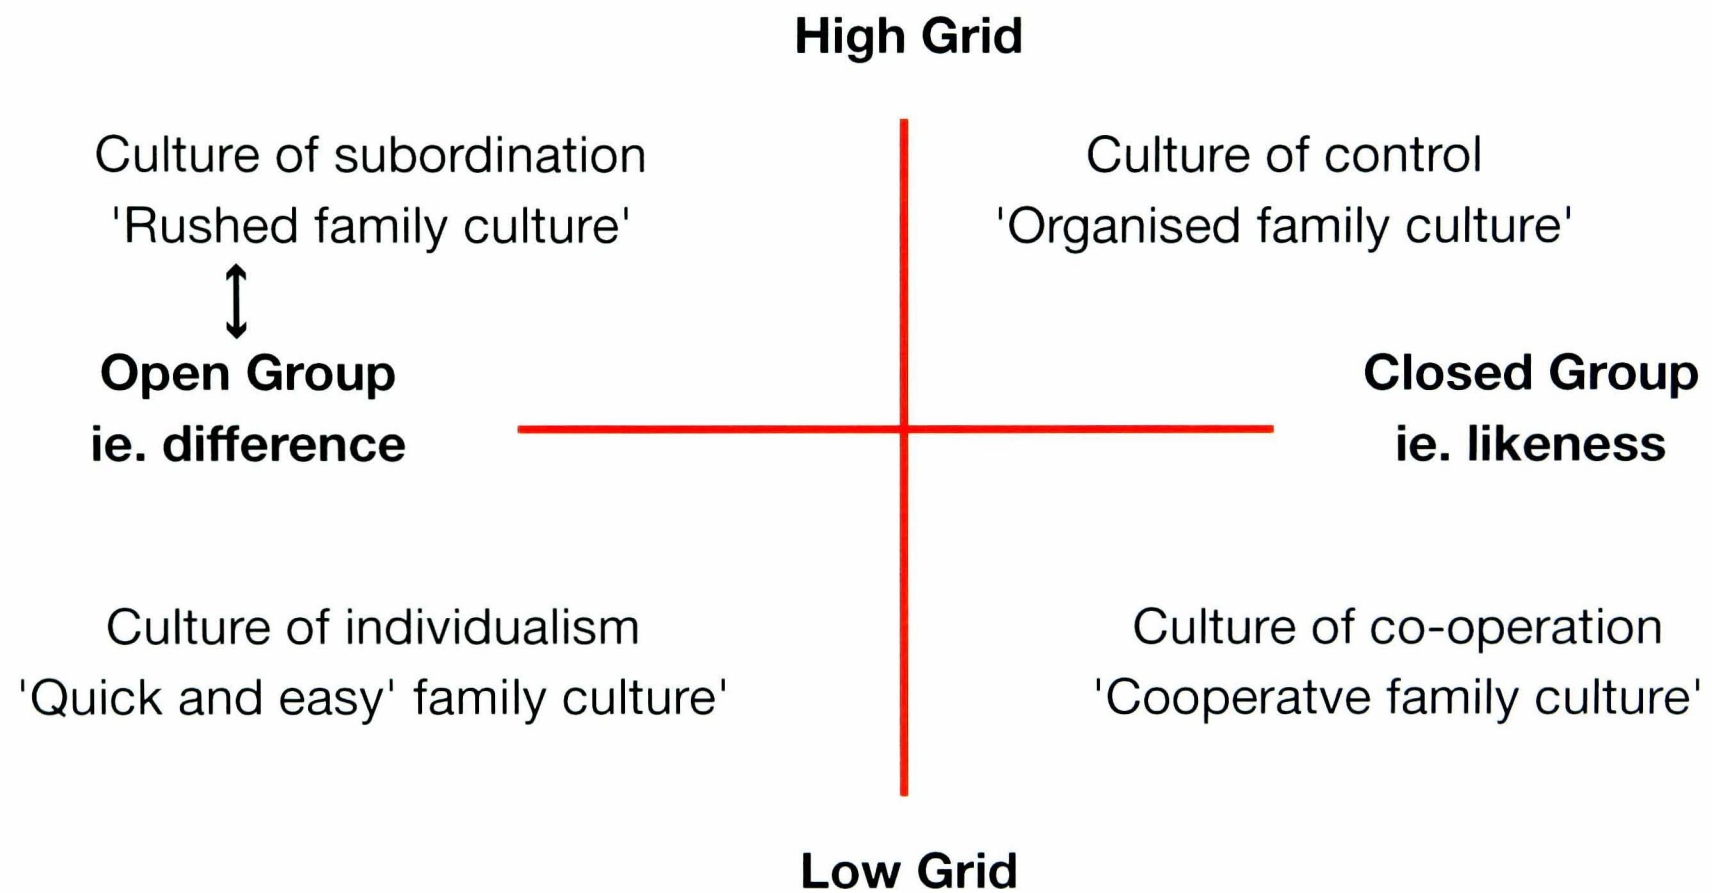 High Grid
Culture of subordination
'Rushed family culture'
Culture of control
'Organised family culture'
Open Group
ie. difference
Closed Group
ie. likeness
Culture of individualism
'Quick and easy' family culture'
Culture of co-operation
'Cooperatve family culture'
Low Grid